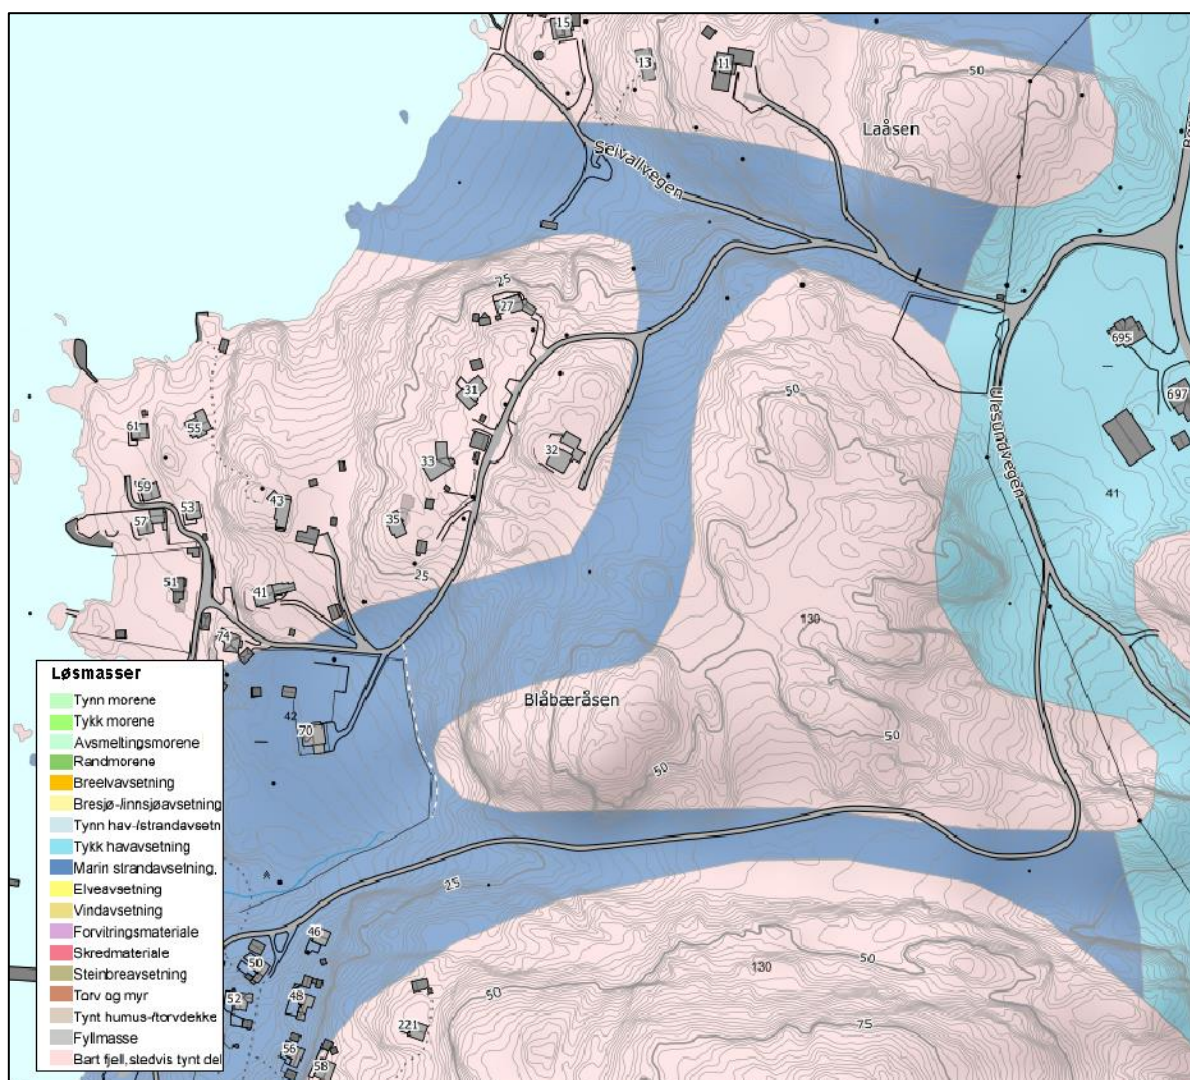 15
13
11
50
Laåsen
Seivallvegen
25
27
695
50
31
697
61
55
Ulesundvegen
33
32
59
43
41
53
57
35
25
51
41
130
74
Løsmasser
Blåbæråsen
Tynn morene
42
Tykk morene
70
50
Avsmeltingsmorene
Randmorene
50
Breelvavsetning
Bresjø-/innsjøavsetning
Tynn hav-/strandavsetn
Tykk havavsetning
Marin strandavsetning,
Elveavsetning
25
Vindavsetning
Forvitringsmateriale
46
Skredmateriale
50
130
50
Steinbreavsetning
Torv og myr
52
48
50
Tynt humus-/torvdekke
221
75
Fyllmasse
56
Bart fjell, stedvis tynt del
58